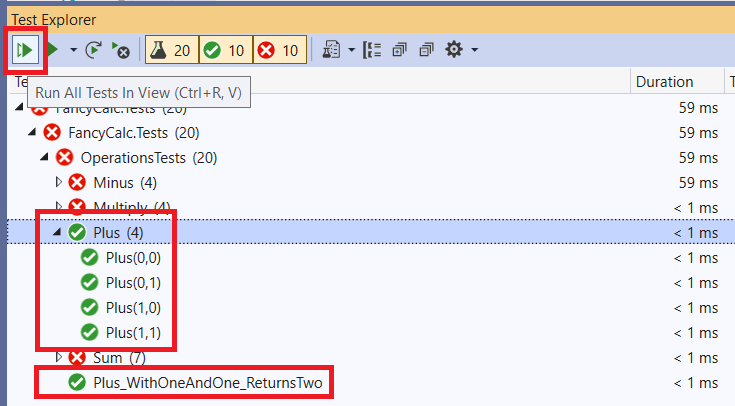 Test Explorer
20 10 10
Te Duration T
Run All Tests In View (Ctrl+R, V)
FancyCalc.Tests (20) 59 ms
FancyCalc.Tests (20) 59 ms
OperationsTests (20) 59 ms
Minus (4) 59 ms
Multiply (4) < 1 ms
Plus (4) < 1 ms
Plus(0,0) < 1 ms
Plus(0,1) < 1 ms
Plus(1,0) < 1 ms
Plus(1,1) < 1 ms
Sum (7) < 1 ms
Plus_WithOneAndOne_ReturnsTwo < 1 ms